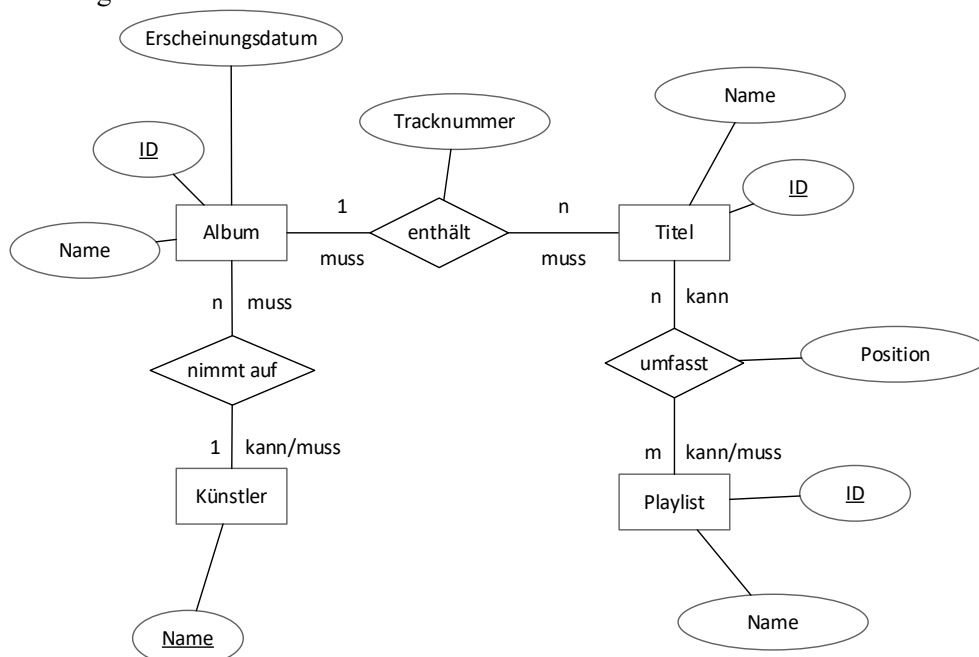 Erscheinungsdatum
Name
Tracknummer
ID
ID
1
n
Album
enthält
Titel
Name
muss
muss
n
muss
n
kann
nimmt auf
umfasst
Position
1
kann/muss
m
kann/muss
Künstler
Playlist
ID
Name
Name